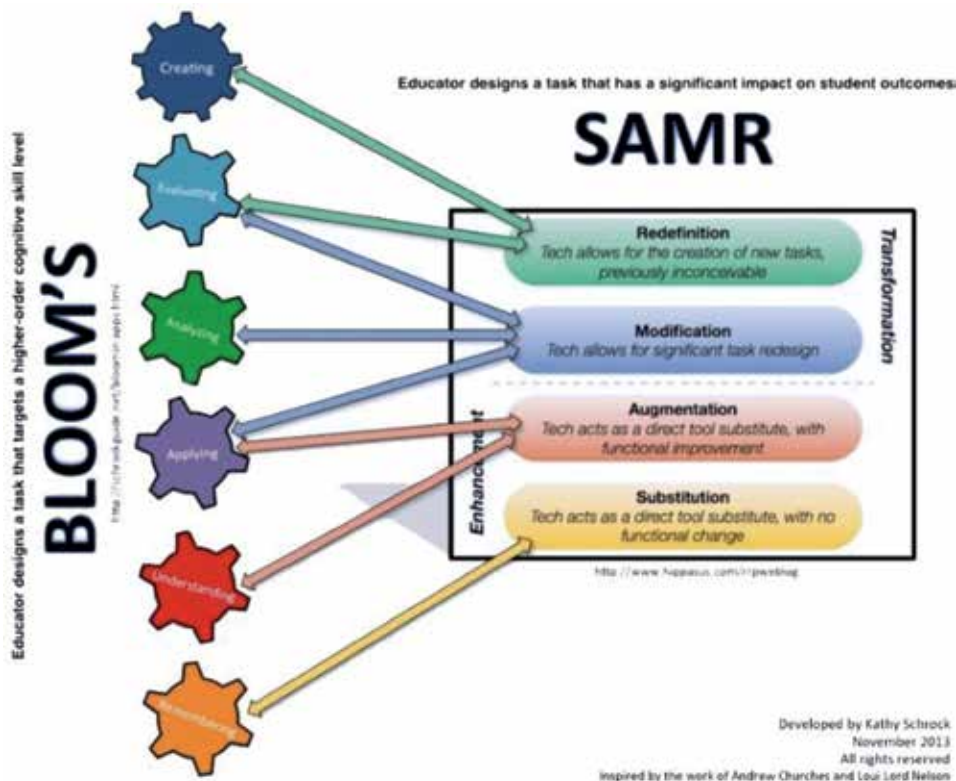 Educator designs a task that targets a higher-order cognitive skill level
BLOOM'S
Creating
Evaluating
Analyzing
Applying
Understanding
Remembering
Educator designs a task that has a significant impact on student outcomes
SAMR
Redefinition
Tech allows for the creation of new tasks,
previously inconceivable
Modification
Tech allows for significant task redesign
Transformation
Augmentation
Tech acts as a direct tool substitute, with
functional improvement
Substitution
Tech acts as a direct tool substitute, with no
functional change
Enhancement
Developed by Kathy Schrock
November 2013
All rights reserved
Inspired by the work of Andrew Churches and Loui Lord Nelson